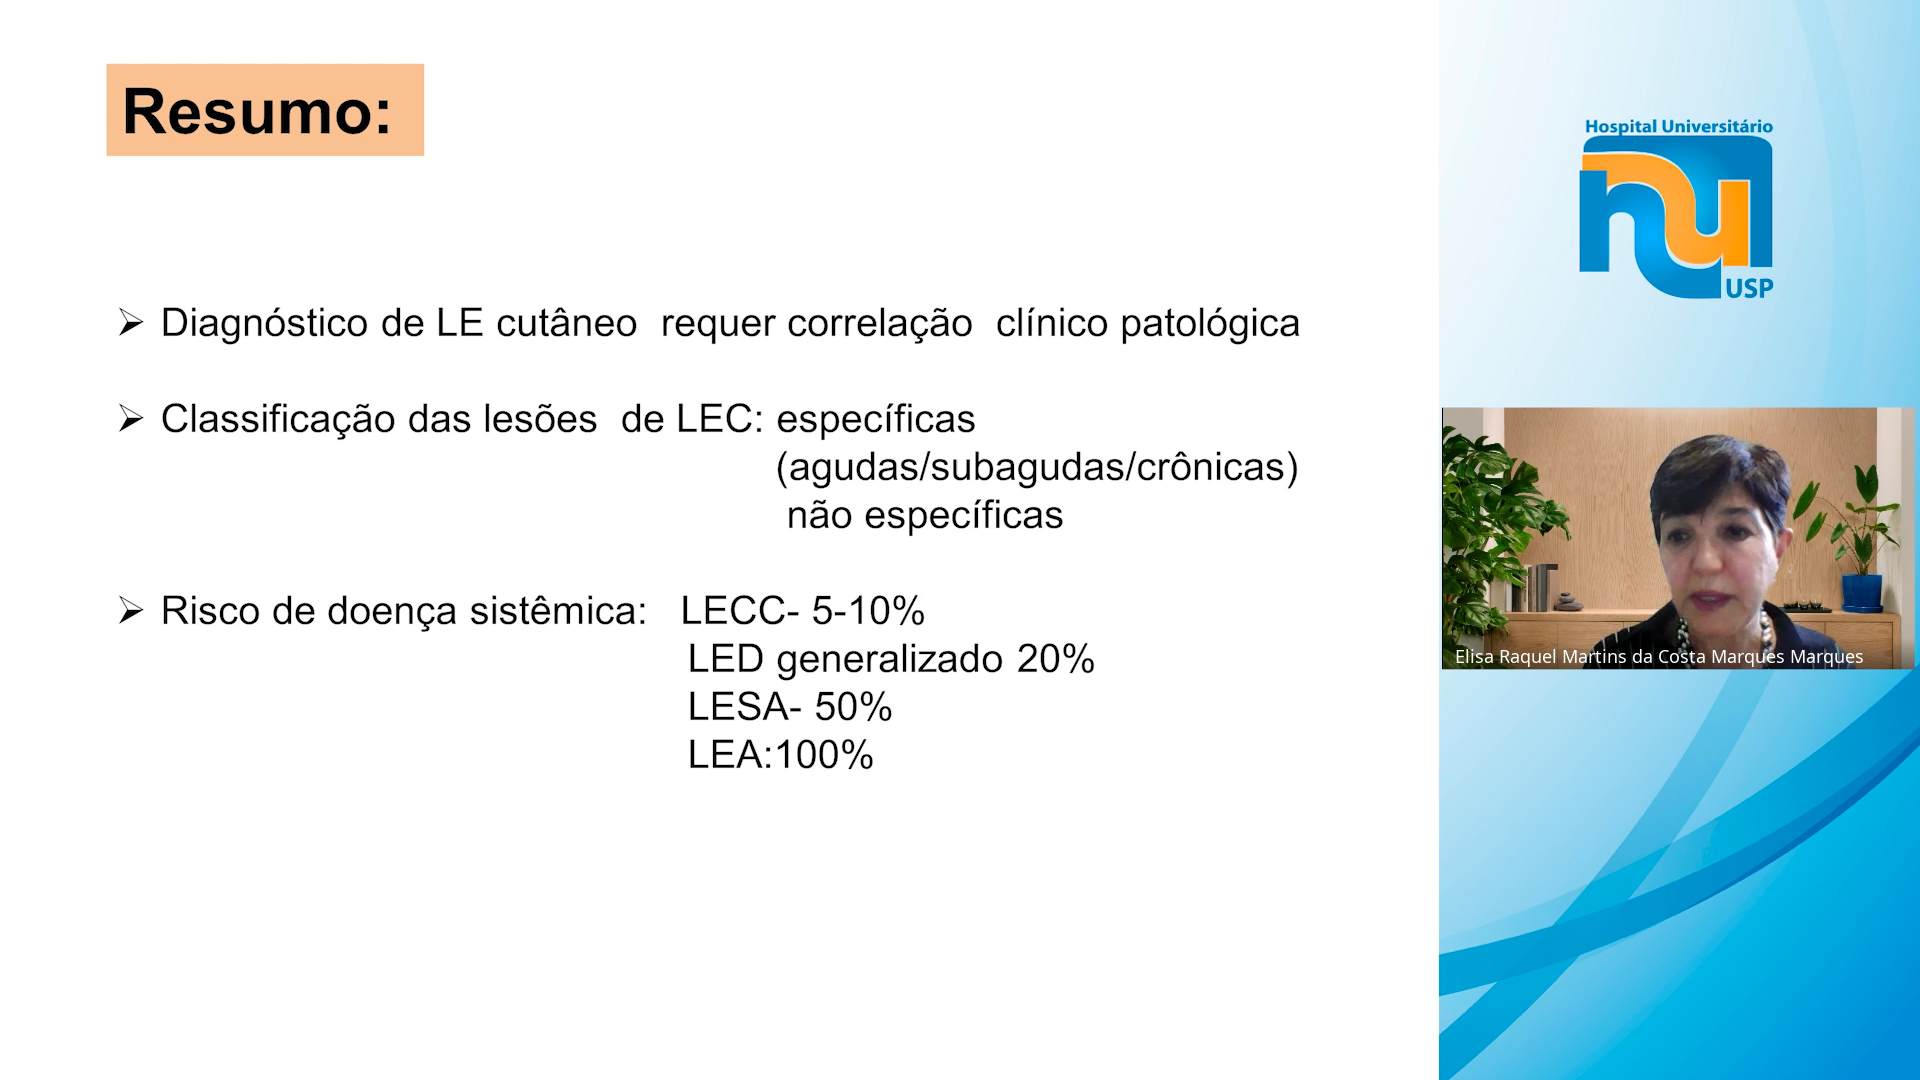 Resumo:
➢ Diagnóstico de LE cutâneo requer correlação clínico patológica
➢ Classificação das lesões de LEC: específicas
(agudas/subagudas/crônicas)
não específicas
➢ Risco de doença sistêmica: LECC- 5-10%
LED generalizado 20%
LESA- 50%
LEA:100%
Hospital Universitário
hu
USP
Elisa Raquel Martins da Costa Marques Marques